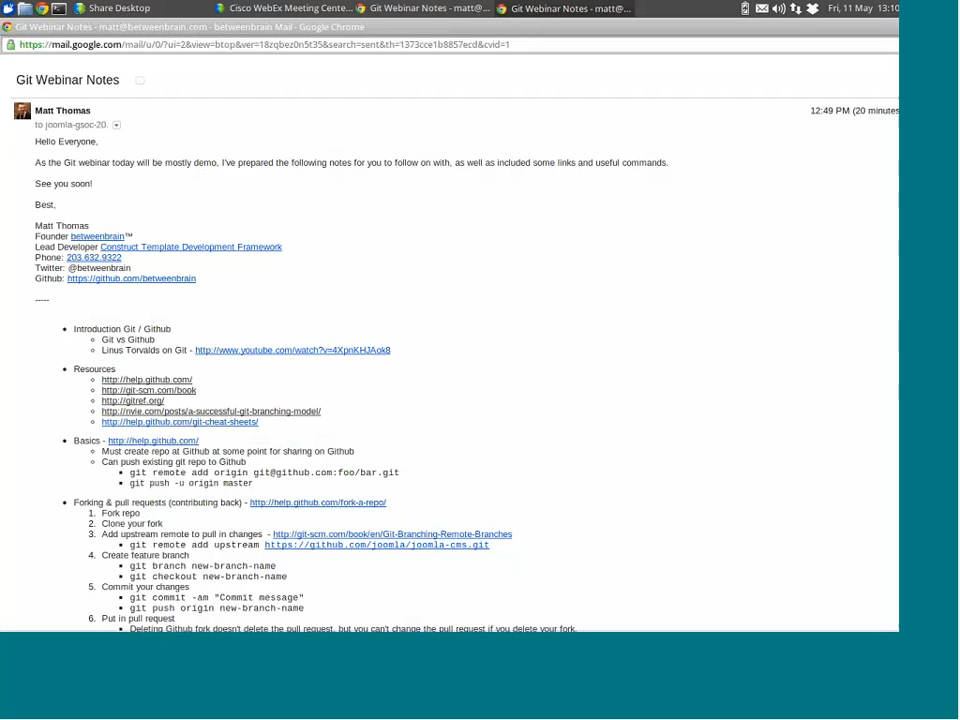 Share Desktop
Cisco WebEx Meeting Cente...
Git Webinar Notes - matt@...
Git Webinar Notes - matt@...
Fri, 11 May 13:10
Git Webinar Notes - matt@betweenbrain.com - betweenbrain Mail - Google Chrome
https://mail.google.com/mail/u/0/?ui=2&view=btop&ver=18zqbez0n5t35&search=sent&th=1373cce1b8857ecd&cvid=1
Git Webinar Notes
Matt Thomas
12:49 PM (20 minutes
to joomla-gsoc-20.
Hello Everyone,
As the Git webinar today will be mostly demo, I've prepared the following notes for you to follow on with, as well as included some links and useful commands.
See you soon!
Best,
Matt Thomas
Founder betweenbrain™
Lead Developer Construct Template Development Framework
Phone: 203.632.9322
Twitter: @betweenbrain
Github: https://github.com/betweenbrain
-----
• Introduction Git / Github
○ Git vs Github
○ Linus Torvalds on Git - http://www.youtube.com/watch?v=4XpnKHJAok8
• Resources
○ http://help.github.com/
○ http://git-scm.com/book
○ http://gitref.org/
○ http://nvie.com/posts/a-successful-git-branching-model/
○ http://help.github.com/git-cheat-sheets/
• Basics - http://help.github.com/
○ Must create repo at Github at some point for sharing on Github
○ Can push existing git repo to Github
▪ git remote add origin git@github.com:foo/bar.git
▪ git push -u origin master
• Forking & pull requests (contributing back) - http://help.github.com/fork-a-repo/
1. Fork repo
2. Clone your fork
3. Add upstream remote to pull in changes - http://git-scm.com/book/en/Git-Branching-Remote-Branches
▪ git remote add upstream https://github.com/joomla/joomla-cms.git
4. Create feature branch
▪ git branch new-branch-name
▪ git checkout new-branch-name
5. Commit your changes
▪ git commit -am "Commit message"
▪ git push origin new-branch-name
6. Put in pull request
▪ Deleting Github fork doesn't delete the pull request, but you can't change the pull request if you delete your fork.